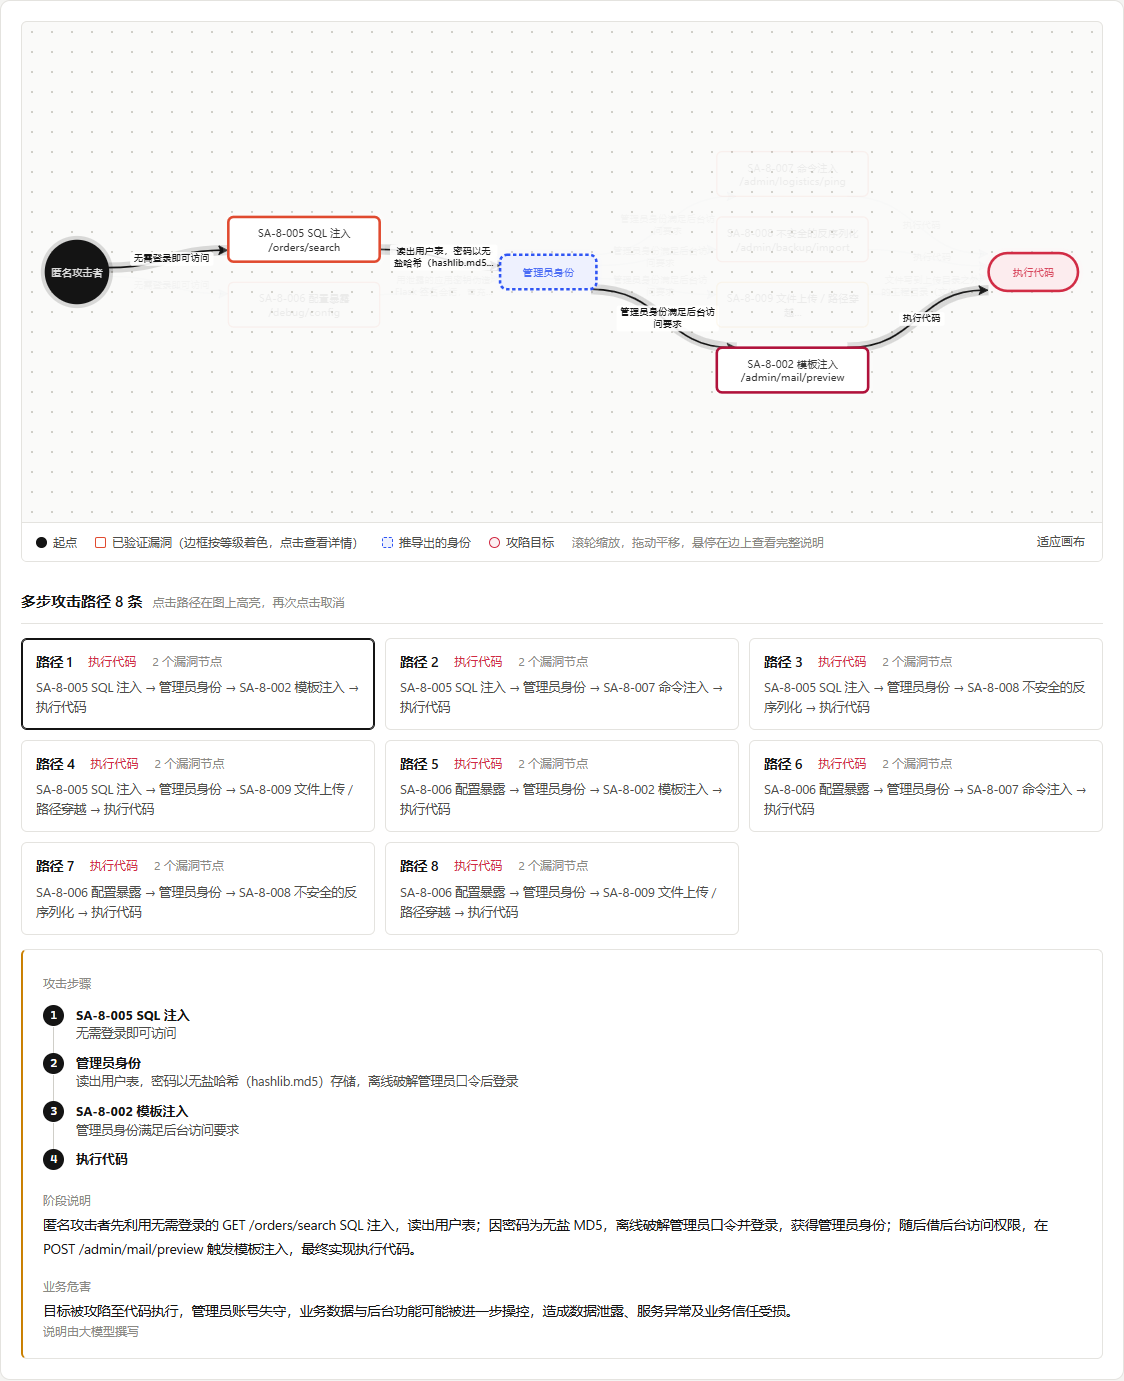 SA-8-007 命令注入
/admin/logistics/ping
SA-8-005 SQL 注入
/orders/search
无需登录即可访问
匿名攻击者
读出用户表，密码以无
盐哈希（hashlib.md5...
管理员身份
执行代码
SA-8-006 配置暴露
/debug/config
SA-8-009 文件上传 / 路径穿
越
管理员身份满足后台访
问要求
执行代码
SA-8-002 模板注入
/admin/mail/preview
起点 已验证漏洞（边框按等级着色，点击查看详情） 推导出的身份 攻陷目标 滚轮缩放，拖动平移，悬停在边上查看完整说明 适应画布
多步攻击路径 8 条 点击路径在图上高亮，再次点击取消
路径 1 执行代码 2 个漏洞节点
SA-8-005 SQL 注入 → 管理员身份 → SA-8-002 模板注入 →
执行代码
路径 2 执行代码 2 个漏洞节点
SA-8-005 SQL 注入 → 管理员身份 → SA-8-007 命令注入 →
执行代码
路径 3 执行代码 2 个漏洞节点
SA-8-005 SQL 注入 → 管理员身份 → SA-8-008 不安全的反
序列化 → 执行代码
路径 4 执行代码 2 个漏洞节点
SA-8-005 SQL 注入 → 管理员身份 → SA-8-009 文件上传 /
路径穿越 → 执行代码
路径 5 执行代码 2 个漏洞节点
SA-8-006 配置暴露 → 管理员身份 → SA-8-002 模板注入 →
执行代码
路径 6 执行代码 2 个漏洞节点
SA-8-006 配置暴露 → 管理员身份 → SA-8-007 命令注入 →
执行代码
路径 7 执行代码 2 个漏洞节点
SA-8-006 配置暴露 → 管理员身份 → SA-8-008 不安全的反
序列化 → 执行代码
路径 8 执行代码 2 个漏洞节点
SA-8-006 配置暴露 → 管理员身份 → SA-8-009 文件上传 /
路径穿越 → 执行代码
攻击步骤
1 SA-8-005 SQL 注入
无需登录即可访问
2 管理员身份
读出用户表，密码以无盐哈希（hashlib.md5）存储，离线破解管理员口令后登录
3 SA-8-002 模板注入
管理员身份满足后台访问要求
4 执行代码
阶段说明
匿名攻击者先利用无需登录的 GET /orders/search SQL 注入，读出用户表；因密码为无盐 MD5，离线破解管理员口令并登录，获得管理员身份；随后借后台访问权限，在
POST /admin/mail/preview 触发模板注入，最终实现执行代码。
业务危害
目标被攻陷至代码执行，管理员账号失守，业务数据与后台功能可能被进一步操控，造成数据泄露、服务异常及业务信任受损。
说明由大模型撰写